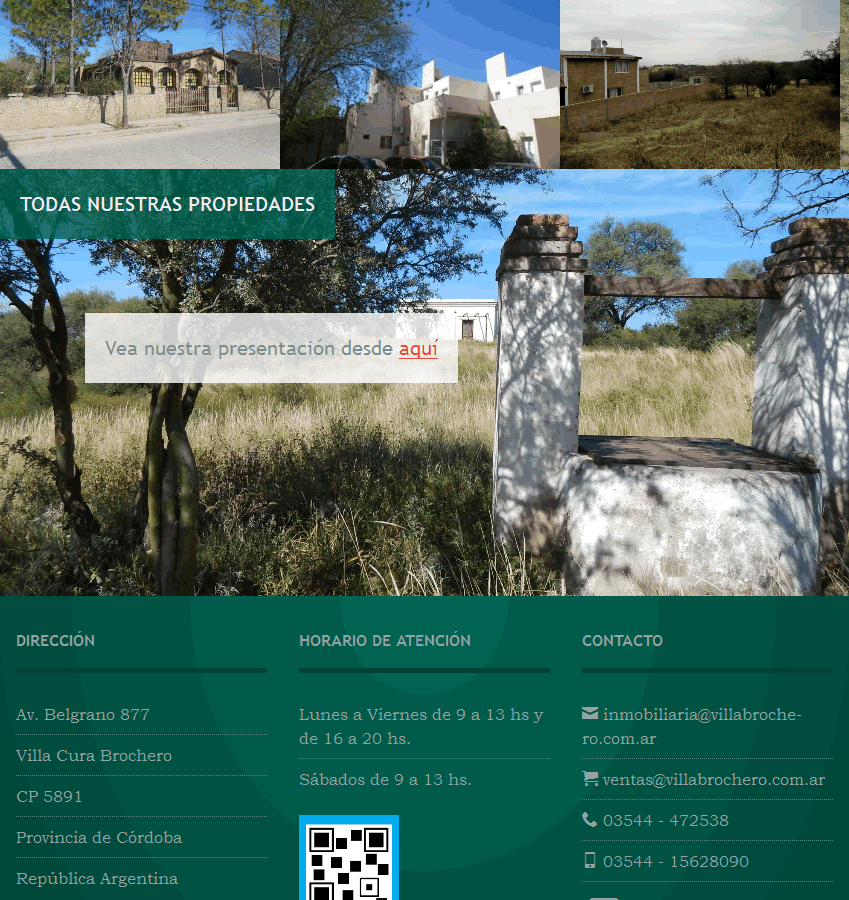 TODAS NUESTRAS PROPIEDADES
Vea nuestra presentación desde aquí
DIRECCIÓN
Av. Belgrano 877
Villa Cura Brochero
CP 5891
Provincia de Córdoba
República Argentina
HORARIO DE ATENCIÓN
Lunes a Viernes de 9 a 13 hs y
de 16 a 20 hs.
Sábados de 9 a 13 hs.
CONTACTO
inmobiliaria@villabroche-
ro.com.ar
ventas@villabrochero.com.ar
03544 - 472538
03544 - 15628090